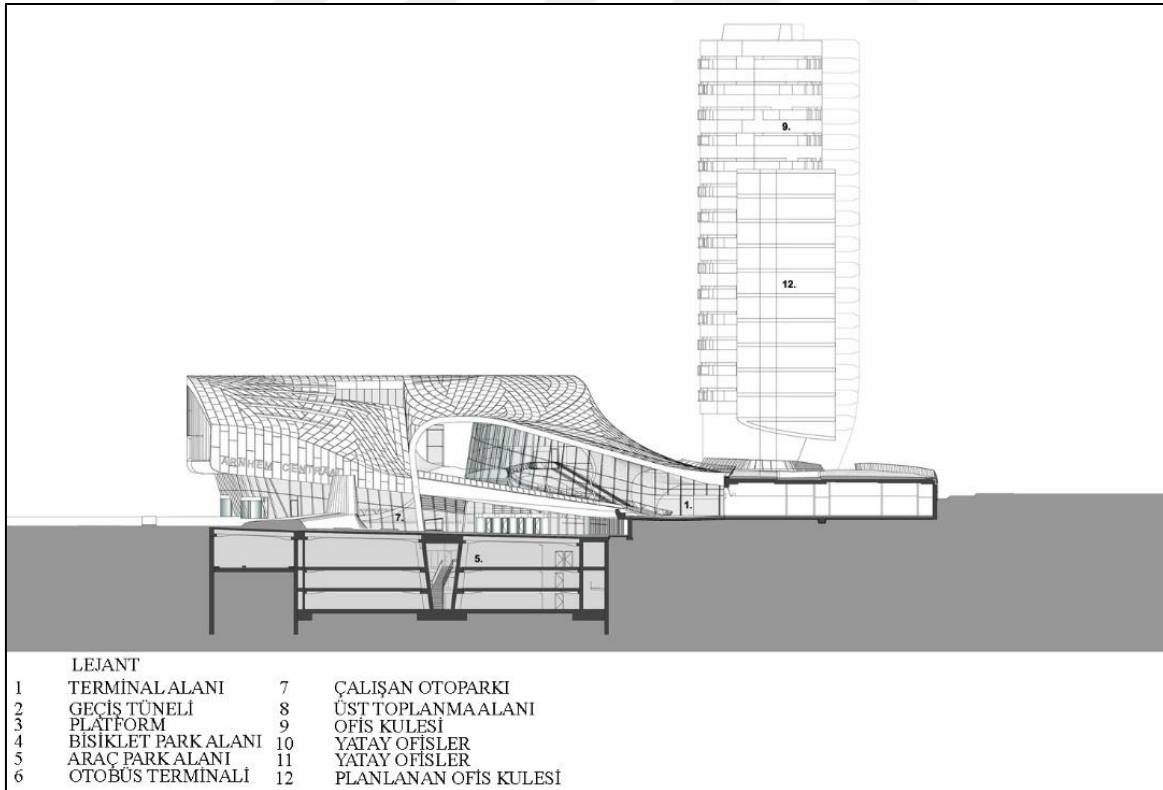 9.
12.
ARNHEM CENTRAAL
1.
7.
5.
LEJANT
1 TERMİNAL ALANI 7 ÇALIŞAN OTOPARKI
2 GEÇİŞ TÜNELİ 8 ÜST TOPLANMA ALANI
3 PLATFORM 9 OFİS KULESİ
4 BİSİKLET PARK ALANI 10 YATAY OFİSLER
5 ARAÇ PARK ALANI 11 YATAY OFİSLER
6 OTOBÜS TERMİNALİ 12 PLANLANAN OFİS KULESİ